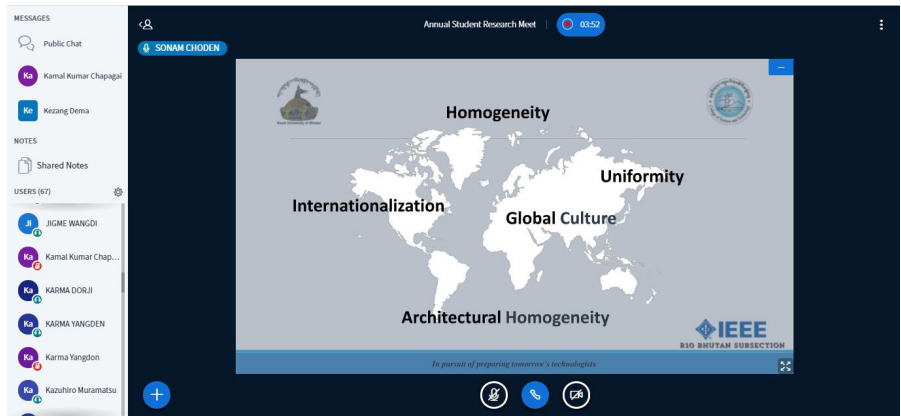 MESSAGES
Public Chat
Ka Kamal Kumar Chapagai
Ke Kezang Dema
NOTES
Shared Notes
USERS (67)
Ji JIGME WANGDI
Ka Kamal Kumar Chap...
Ka KARMA DORJI
Ka KARMA YANGDEN
Ka Karma Yangdon
Ka Kazuhiro Muramatsu
Annual Student Research Meet
03:52
SONAM CHODEN
Homogeneity
Uniformity
Internationalization
Global Culture
Architectural Homogeneity
IEEE
R10 BHUTAN SUBSECTION
In pursuit of preparing tomorrow's technologists